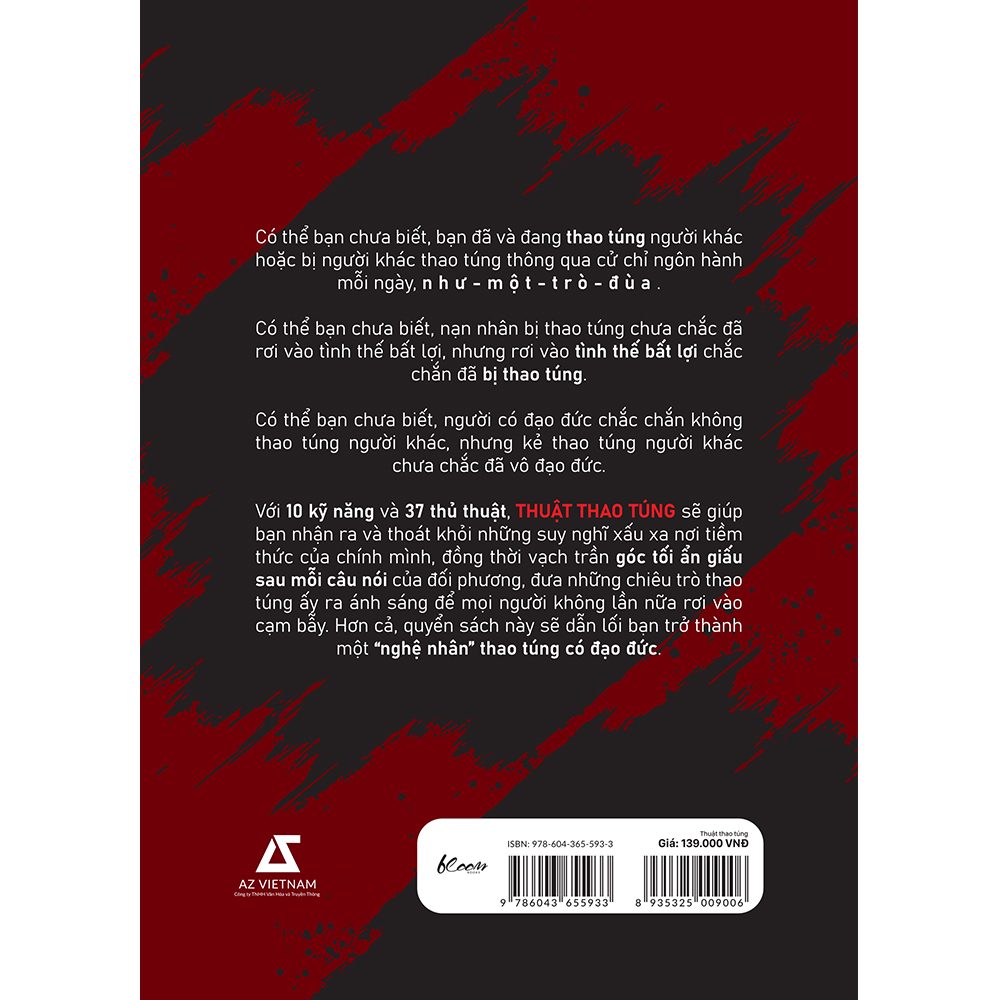 Có thể bạn chưa biết, bạn đã và đang thao túng người khác
hoặc bị người khác thao túng thông qua cử chỉ ngôn hành
mỗi ngày, n h ư - m ộ t - t r ò - đ ù a .
Có thể bạn chưa biết, nạn nhân bị thao túng chưa chắc đã
rơi vào tình thế bất lợi, nhưng rơi vào tình thế bất lợi chắc
chắn đã bị thao túng.
Có thể bạn chưa biết, người có đạo đức chắc chắn không
thao túng người khác, nhưng kẻ thao túng người khác
chưa chắc đã vô đạo đức.
Với 10 kỹ năng và 37 thủ thuật, THUẬT THAO TÚNG sẽ giúp
bạn nhận ra và thoát khỏi những suy nghĩ xấu xa nơi tiềm
thức của chính mình, đồng thời vạch trần góc tối ẩn giấu
sau mỗi câu nói của đối phương, đưa những chiêu trò thao
túng ấy ra ánh sáng để mọi người không lần nữa rơi vào
cạm bẫy. Hơn cả, quyển sách này sẽ dẫn lối bạn trở thành
một “nghệ nhân” thao túng có đạo đức.
AZ VIETNAM
Công ty TNHH Văn Hóa và Truyền Thông
bloom
BOOKS
ISBN: 978-604-365-593-3
9 786043 655933
Thuật thao túng
Giá: 139.000 VNĐ
8 935325 009006